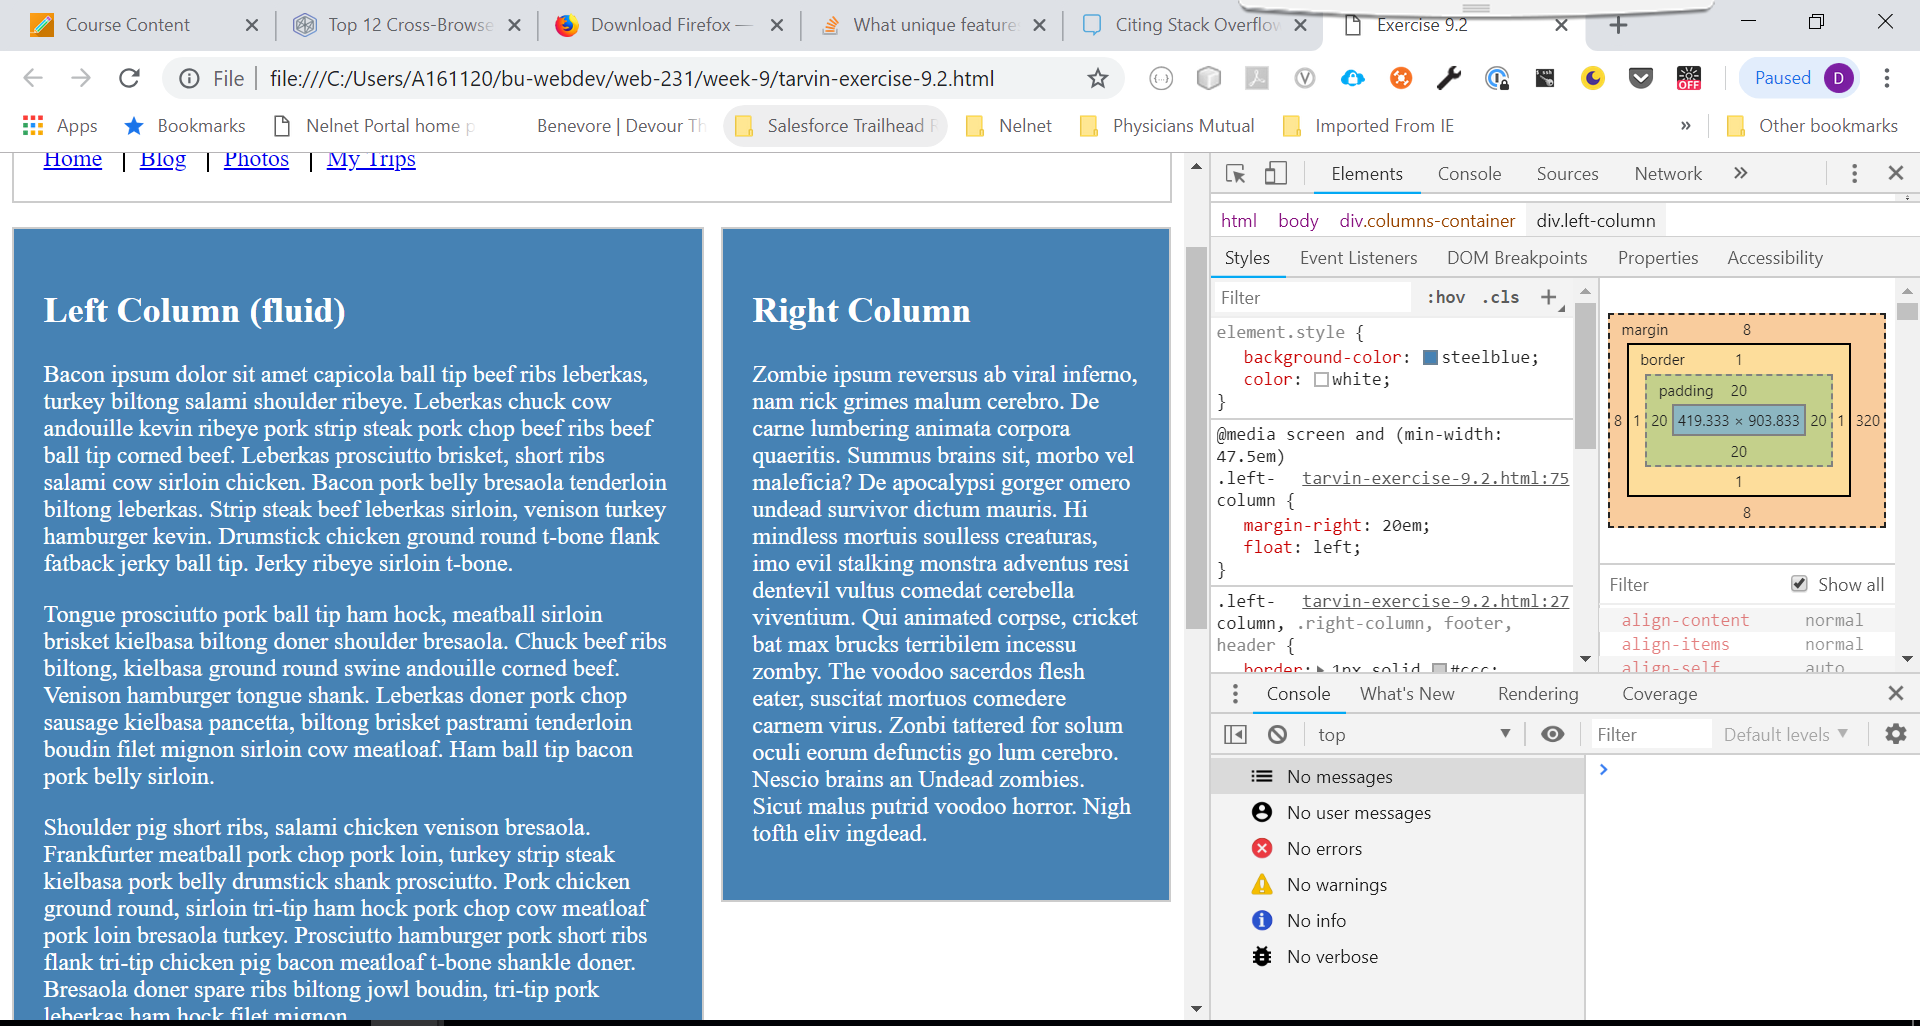 Course Content
Top 12 Cross-Browse
Download Firefox —
What unique feature
Citing Stack Overflo
Exercise 9.2
File
file:///C:/Users/A161120/bu-webdev/web-231/week-9/tarvin-exercise-9.2.html
OFF
Paused
D
Apps
Bookmarks
Nelnet Portal home p
Benevore | Devour Th
Salesforce Trailhead
Nelnet
Physicians Mutual
Imported From IE
»
Other bookmarks
Home | Blog | Photos | My Trips
Left Column (fluid)
Bacon ipsum dolor sit amet capicola ball tip beef ribs leberkas,
turkey biltong salami shoulder ribeye. Leberkas chuck cow
andouille kevin ribeye pork strip steak pork chop beef ribs beef
ball tip corned beef. Leberkas prosciutto brisket, short ribs
salami cow sirloin chicken. Bacon pork belly bresaola tenderloin
biltong leberkas. Strip steak beef leberkas sirloin, venison turkey
hamburger kevin. Drumstick chicken ground round t-bone flank
fatback jerky ball tip. Jerky ribeye sirloin t-bone.
Tongue prosciutto pork ball tip ham hock, meatball sirloin
brisket kielbasa biltong doner shoulder bresaola. Chuck beef ribs
biltong, kielbasa ground round swine andouille corned beef.
Venison hamburger tongue shank. Leberkas doner pork chop
sausage kielbasa pancetta, biltong brisket pastrami tenderloin
boudin filet mignon sirloin cow meatloaf. Ham ball tip bacon
pork belly sirloin.
Shoulder pig short ribs, salami chicken venison bresaola.
Frankfurter meatball pork chop pork loin, turkey strip steak
kielbasa pork belly drumstick shank prosciutto. Pork chicken
ground round, sirloin tri-tip ham hock pork chop cow meatloaf
pork loin bresaola turkey. Prosciutto hamburger pork short ribs
flank tri-tip chicken pig bacon meatloaf t-bone shankle doner.
Bresaola doner spare ribs biltong jowl boudin, tri-tip pork
leberkas ham hock filet mignon
Right Column
Zombie ipsum reversus ab viral inferno,
nam rick grimes malum cerebro. De
carne lumbering animata corpora
quaeritis. Summus brains sit, morbo vel
maleficia? De apocalypsi gorger omero
undead survivor dictum mauris. Hi
mindless mortuis soulless creaturas,
imo evil stalking monstra adventus resi
dentevil vultus comedat cerebella
viventium. Qui animated corpse, cricket
bat max brucks terribilem incessu
zomby. The voodoo sacerdos flesh
eater, suscitat mortuos comedere
carnem virus. Zonbi tattered for solum
oculi eorum defunctis go lum cerebro.
Nescio brains an Undead zombies.
Sicut malus putrid voodoo horror. Nigh
tofth eliv ingdead.
Elements
Console
Sources
Network
»
html body div.columns-container div.left-column
Styles
Event Listeners
DOM Breakpoints
Properties
Accessibility
Filter
:hov .cls +
element.style {
background-color: steelblue;
color: white;
}
@media screen and (min-width:
47.5em)
.left- tarvin-exercise-9.2.html:75
column {
margin-right: 20em;
float: left;
}
.left- tarvin-exercise-9.2.html:27
column, .right-column, footer,
header {
border: 1px solid #ccc;
margin 8
border 1
padding 20
8 1 20 419.333 × 903.833 20 1 320
20
1
8
Filter
Show all
align-content normal
align-items normal
align-self auto
Console
What's New
Rendering
Coverage
top
Filter
Default levels
No messages
No user messages
No errors
No warnings
No info
No verbose